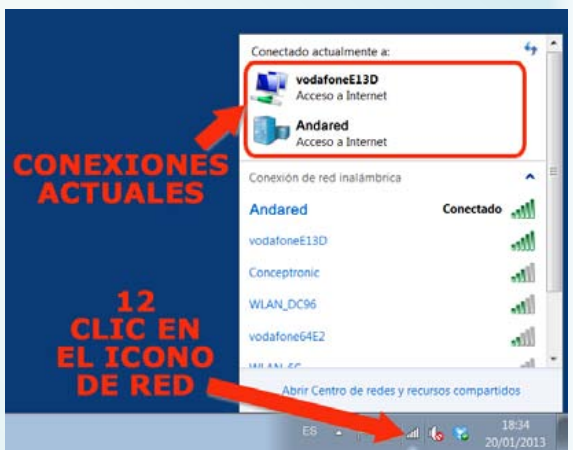 Conectado actualmente a:
vodafoneE13D
Acceso a Internet
Andared
Acceso a Internet
CONEXIONES
ACTUALES
Conexión de red inalámbrica
Andared Conectado
vodafoneE13D
Conceptronic
WLAN_DC96
vodafone64E2
12
CLIC EN
EL ICONO
DE RED
Abrir Centro de redes y recursos compartidos
ES
18:34
20/01/2013